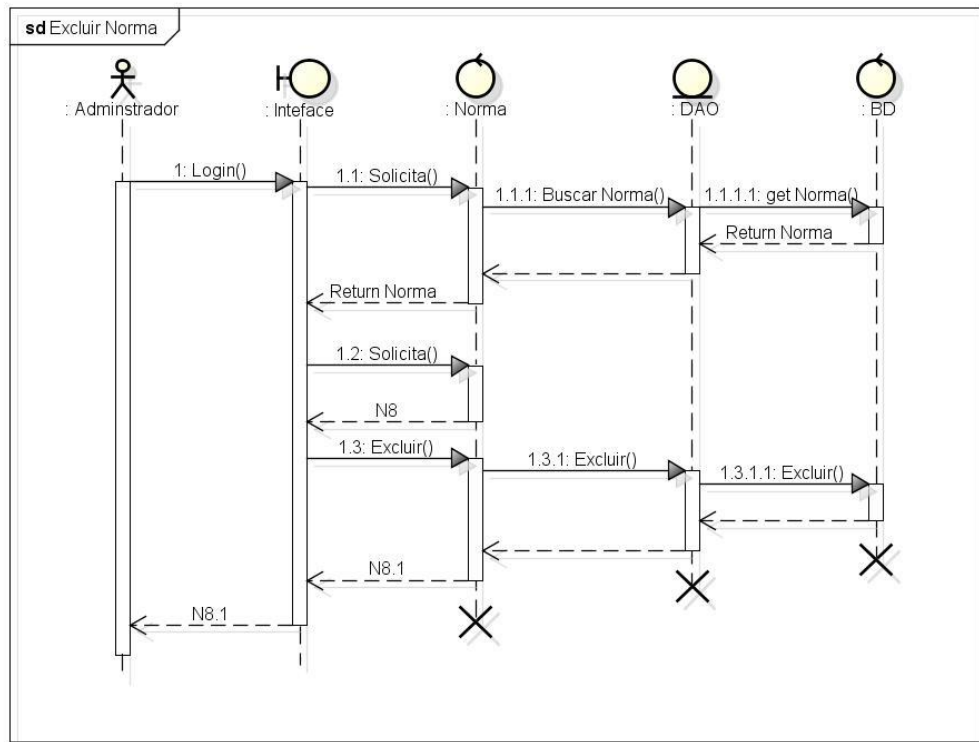 sd Excluir Norma
: Adminstrador
: Inteface
: Norma
: DAO
: BD
1: Login()
1.1: Solicita()
1.1.1: Buscar Norma()
1.1.1.1: get Norma()
Return Norma
Return Norma
1.2: Solicita()
N8
1.3: Excluir()
1.3.1: Excluir()
1.3.1.1: Excluir()
N8.1
N8.1